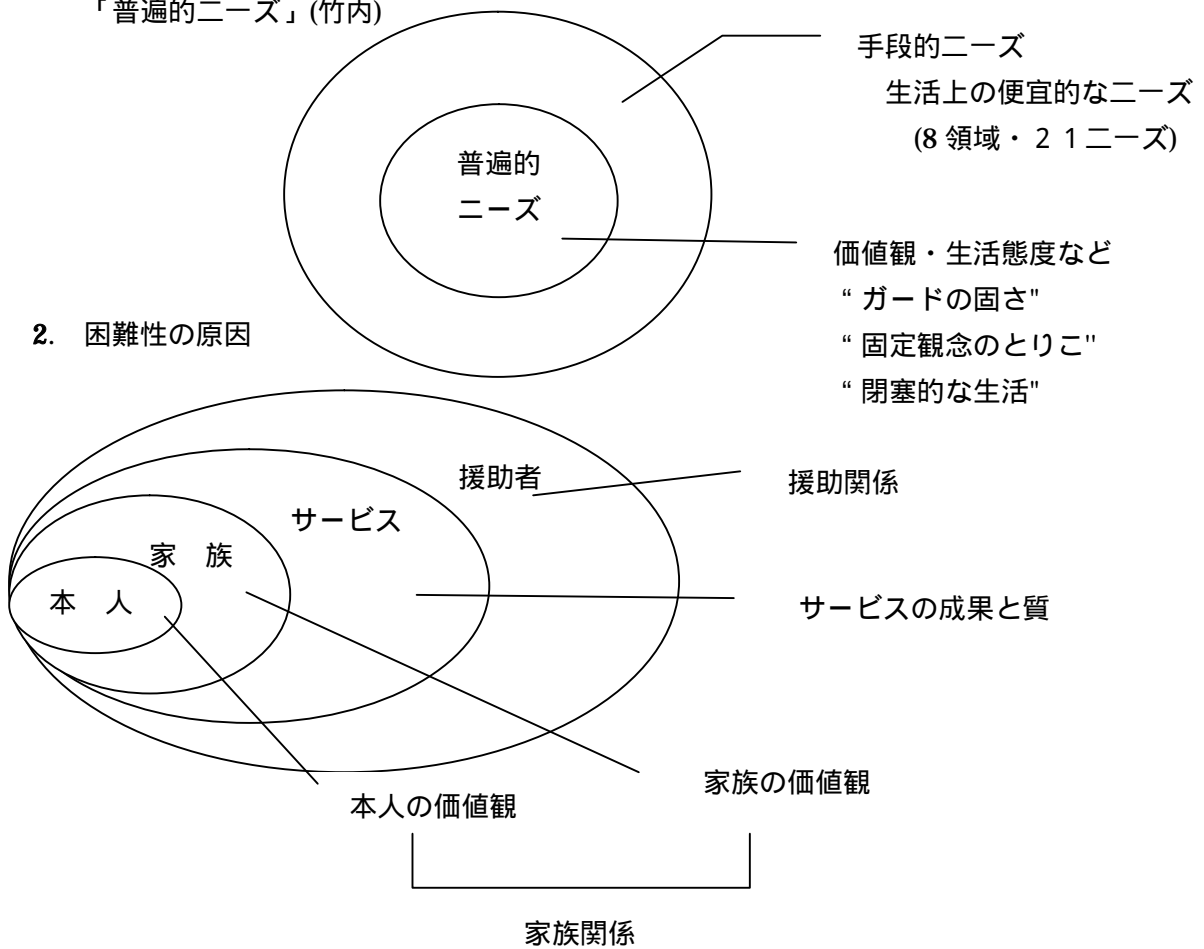 「普遍的ニーズ」(竹内)
手段的ニーズ
生活上の便宜的なニーズ
(8 領域・２１ニーズ)
普遍的
ニーズ
価値観・生活態度など
“ ガードの固さ"
“ 固定観念のとりこ"
“ 閉塞的な生活"
2. 困難性の原因
援助者
援助関係
サービス
家　族
本　人
サービスの成果と質
家族の価値観
本人の価値観
家族関係